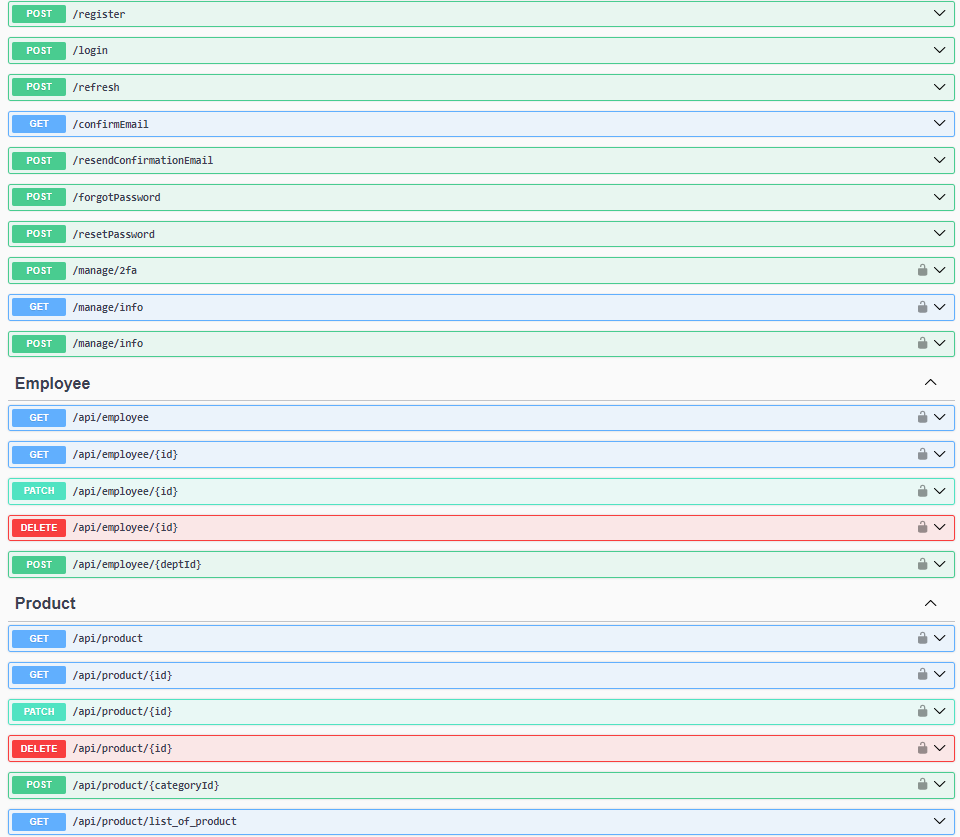 POST /register
POST /login
POST /refresh
GET /confirmEmail
POST /resendConfirmationEmail
POST /forgotPassword
POST /resetPassword
POST /manage/2fa
GET /manage/info
POST /manage/info
Employee
GET /api/employee
GET /api/employee/{id}
PATCH /api/employee/{id}
DELETE /api/employee/{id}
POST /api/employee/{deptId}
Product
GET /api/product
GET /api/product/{id}
PATCH /api/product/{id}
DELETE /api/product/{id}
POST /api/product/{categoryId}
GET /api/product/list_of_product